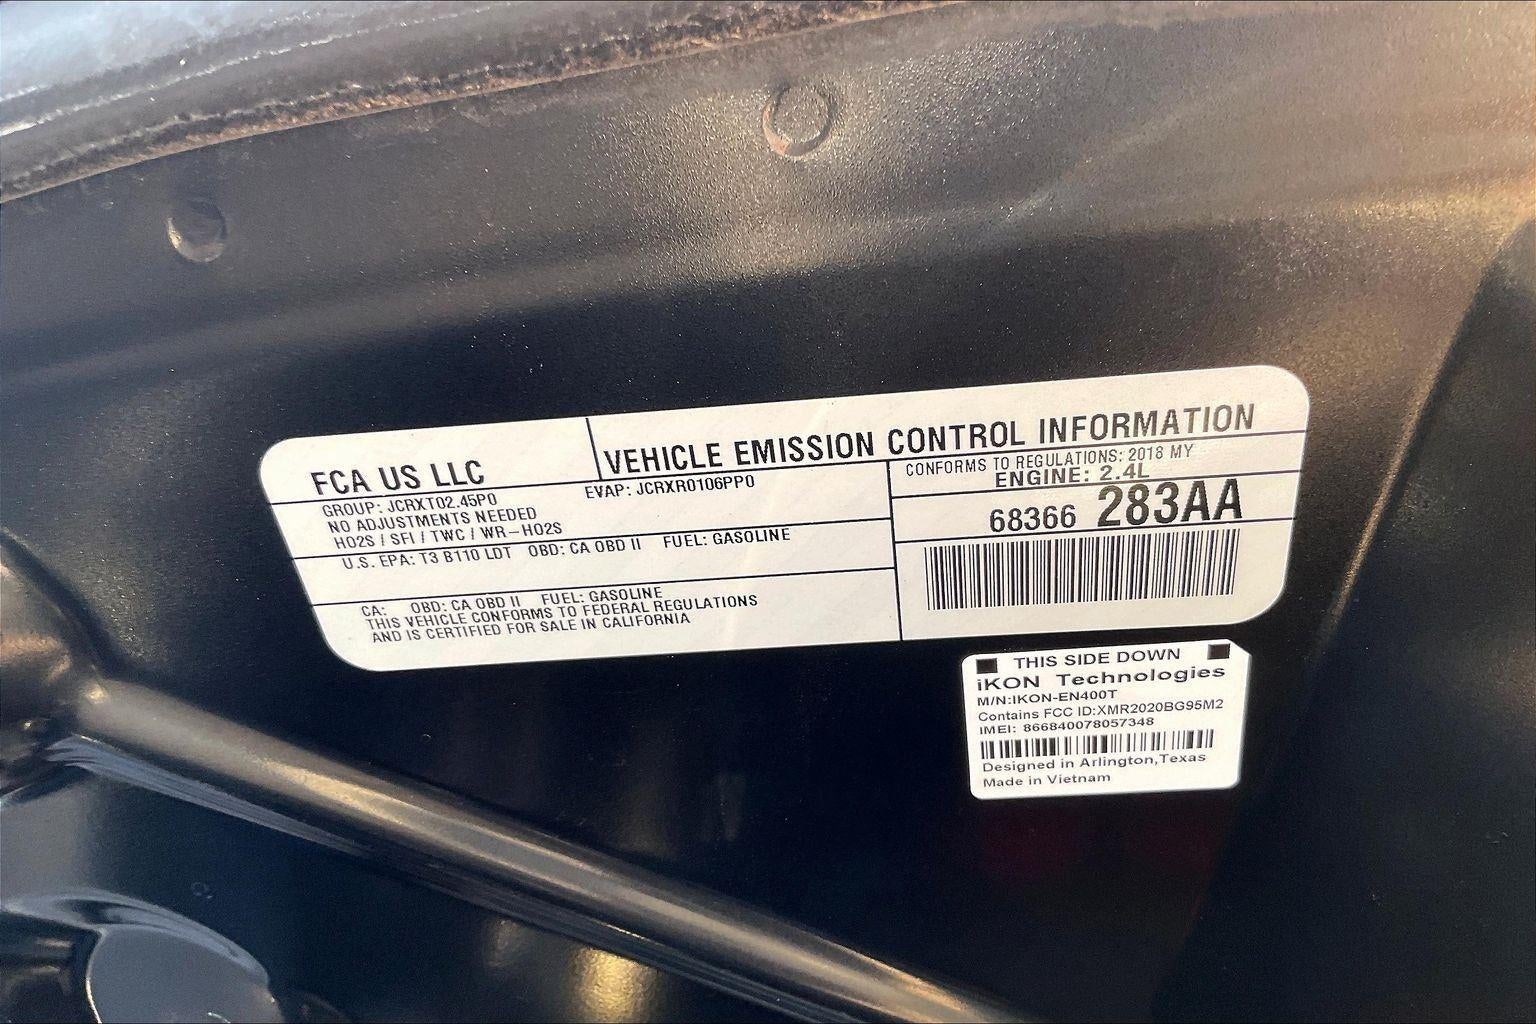 FCA US LLC
VEHICLE EMISSION CONTROL INFORMATION
GROUP: JCRXT02.45P0 EVAP: JCRXR0106PP0
NO ADJUSTMENTS NEEDED
HO2S / SFI / TWC / WR-HO2S
U.S. EPA: T3 B110 LDT OBD: CA OBD II FUEL: GASOLINE
CA: OBD: CA OBD II FUEL: GASOLINE
THIS VEHICLE CONFORMS TO FEDERAL REGULATIONS
AND IS CERTIFIED FOR SALE IN CALIFORNIA
CONFORMS TO REGULATIONS: 2018 MY
ENGINE: 2.4L
68366 283AA
THIS SIDE DOWN
iKON Technologies
M/N:IKON-EN400T
Contains FCC ID:XMR2020BG95M2
IMEI: 866840078057348
Designed in Arlington,Texas
Made in Vietnam